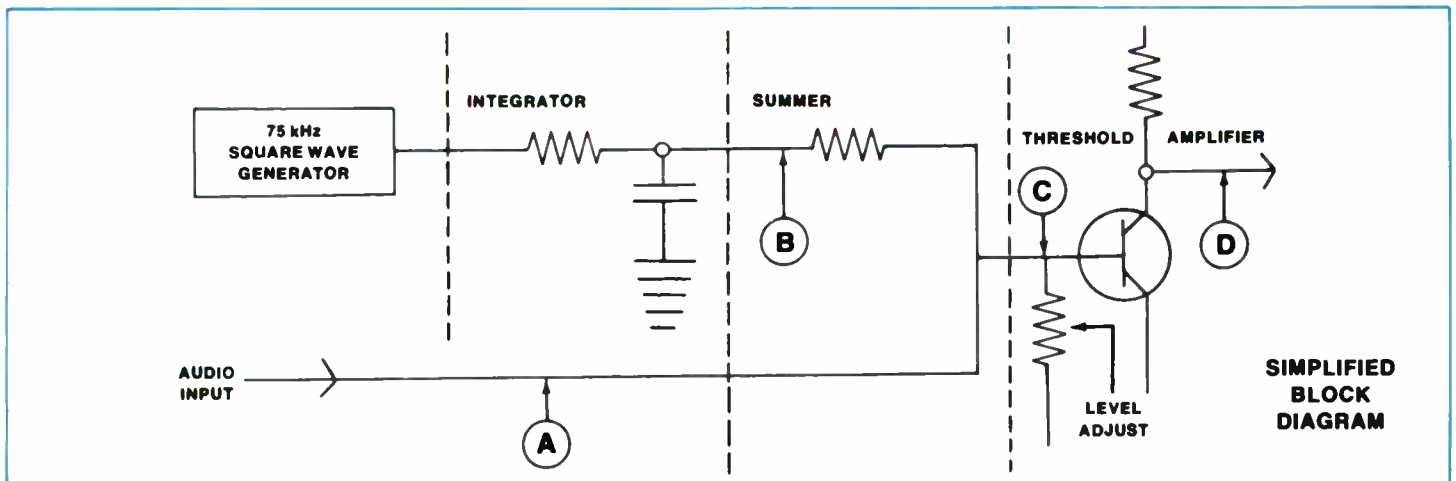 INTEGRATOR
SUMMER
75 kHz
SQUARE WAVE
GENERATOR
THRESHOLD AMPLIFIER
C
B
D
AUDIO
INPUT
A
LEVEL
ADJUST
SIMPLIFIED
BLOCK
DIAGRAM